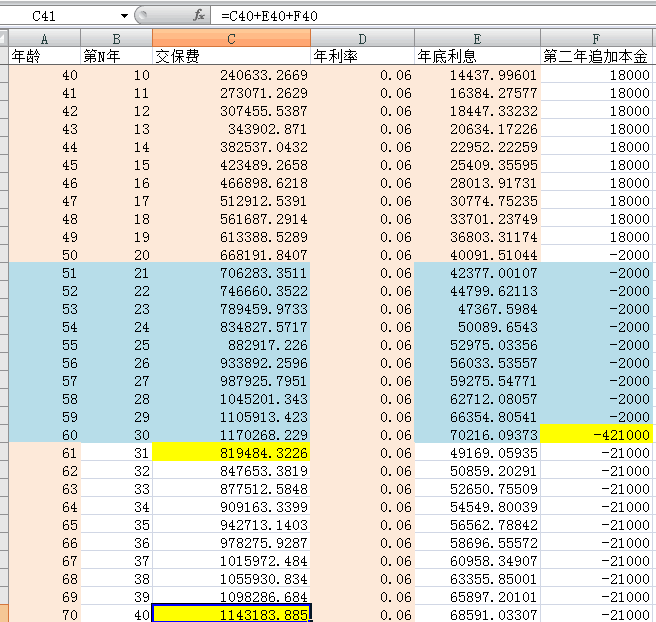 C41 fx =C40+E40+F40
A B C D E F
年龄 第N年 交保费 年利率 年底利息 第二年追加本金
40 10 240633.2669 0.06 14437.99601 18000
41 11 273071.2629 0.06 16384.27577 18000
42 12 307455.5387 0.06 18447.33232 18000
43 13 343902.871 0.06 20634.17226 18000
44 14 382537.0432 0.06 22952.22259 18000
45 15 423489.2658 0.06 25409.35595 18000
46 16 466898.6218 0.06 28013.91731 18000
47 17 512912.5391 0.06 30774.75235 18000
48 18 561687.2914 0.06 33701.23749 18000
49 19 613388.5289 0.06 36803.31174 18000
50 20 668191.8407 0.06 40091.51044 -2000
51 21 706283.3511 0.06 42377.00107 -2000
52 22 746660.3522 0.06 44799.62113 -2000
53 23 789459.9733 0.06 47367.5984 -2000
54 24 834827.5717 0.06 50089.6543 -2000
55 25 882917.226 0.06 52975.03356 -2000
56 26 933892.2596 0.06 56033.53557 -2000
57 27 987925.7951 0.06 59275.54771 -2000
58 28 1045201.343 0.06 62712.08057 -2000
59 29 1105913.423 0.06 66354.80541 -2000
60 30 1170268.229 0.06 70216.09373 -421000
61 31 819484.3226 0.06 49169.05935 -21000
62 32 847653.3819 0.06 50859.20291 -21000
63 33 877512.5848 0.06 52650.75509 -21000
64 34 909163.3399 0.06 54549.80039 -21000
65 35 942713.1403 0.06 56562.78842 -21000
66 36 978275.9287 0.06 58696.55572 -21000
67 37 1015972.484 0.06 60958.34907 -21000
68 38 1055930.834 0.06 63355.85001 -21000
69 39 1098286.684 0.06 65897.20101 -21000
70 40 1143183.885 0.06 68591.03307 -21000